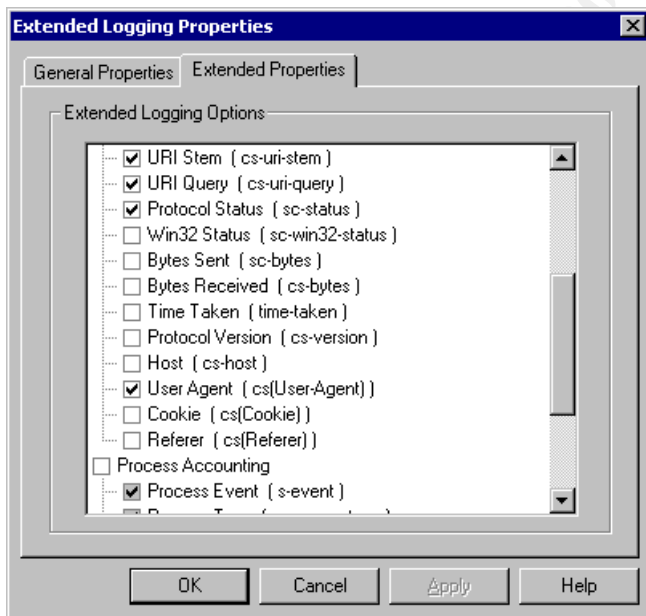 Extended Logging Properties
General Properties
Extended Properties
Extended Logging Options
URI Stem ( cs-uri-stem )
URI Query ( cs-uri-query )
Protocol Status ( sc-status )
Win32 Status ( sc-win32-status )
Bytes Sent ( sc-bytes )
Bytes Received ( cs-bytes )
Time Taken ( time-taken )
Protocol Version ( cs-version )
Host ( cs-host )
User Agent ( cs(User-Agent) )
Cookie ( cs(Cookie) )
Referer ( cs(Referer) )
Process Accounting
Process Event ( s-event )
OK
Cancel
Apply
Help